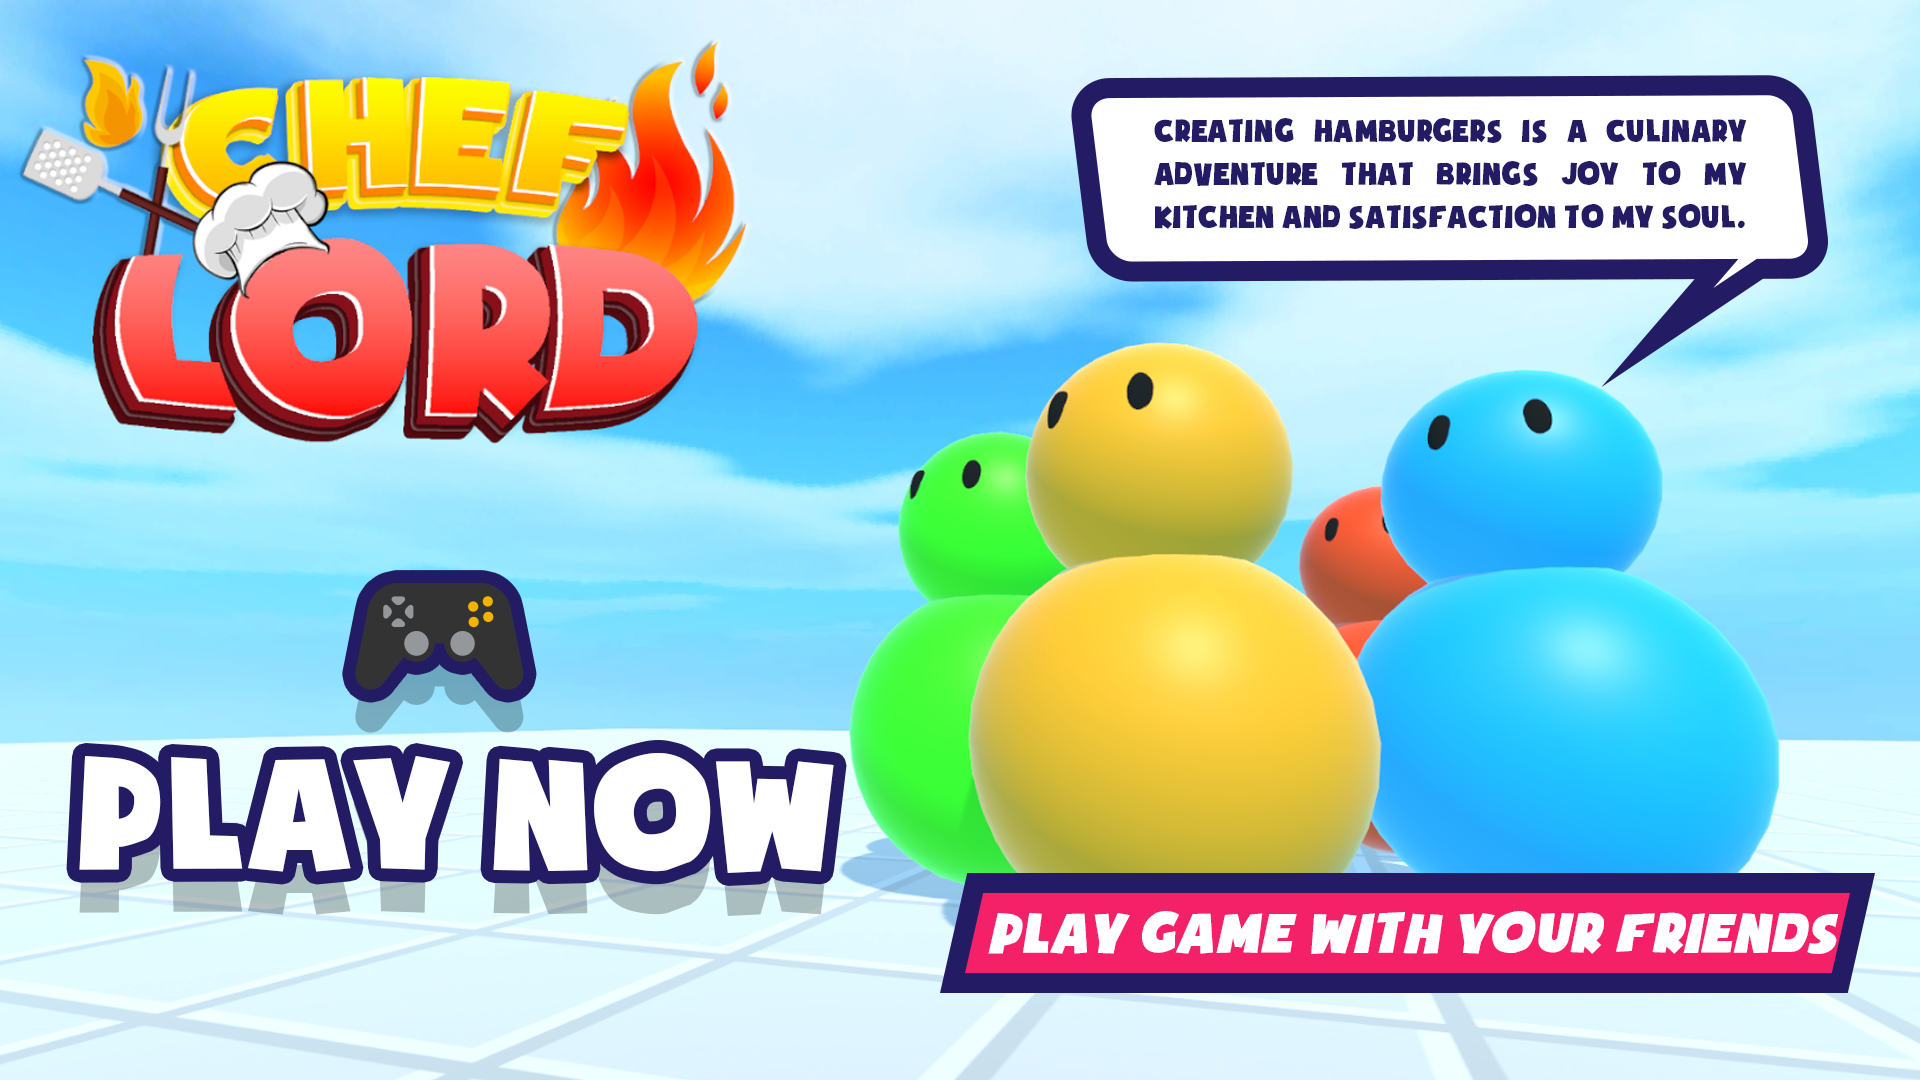 CHEF
LORD
CREATING HAMBURGERS IS A CULINARY
ADVENTURE THAT BRINGS JOY TO MY
KITCHEN AND SATISFACTION TO MY SOUL.
PLAY NOW
PLAY GAME WITH YOUR FRIENDS